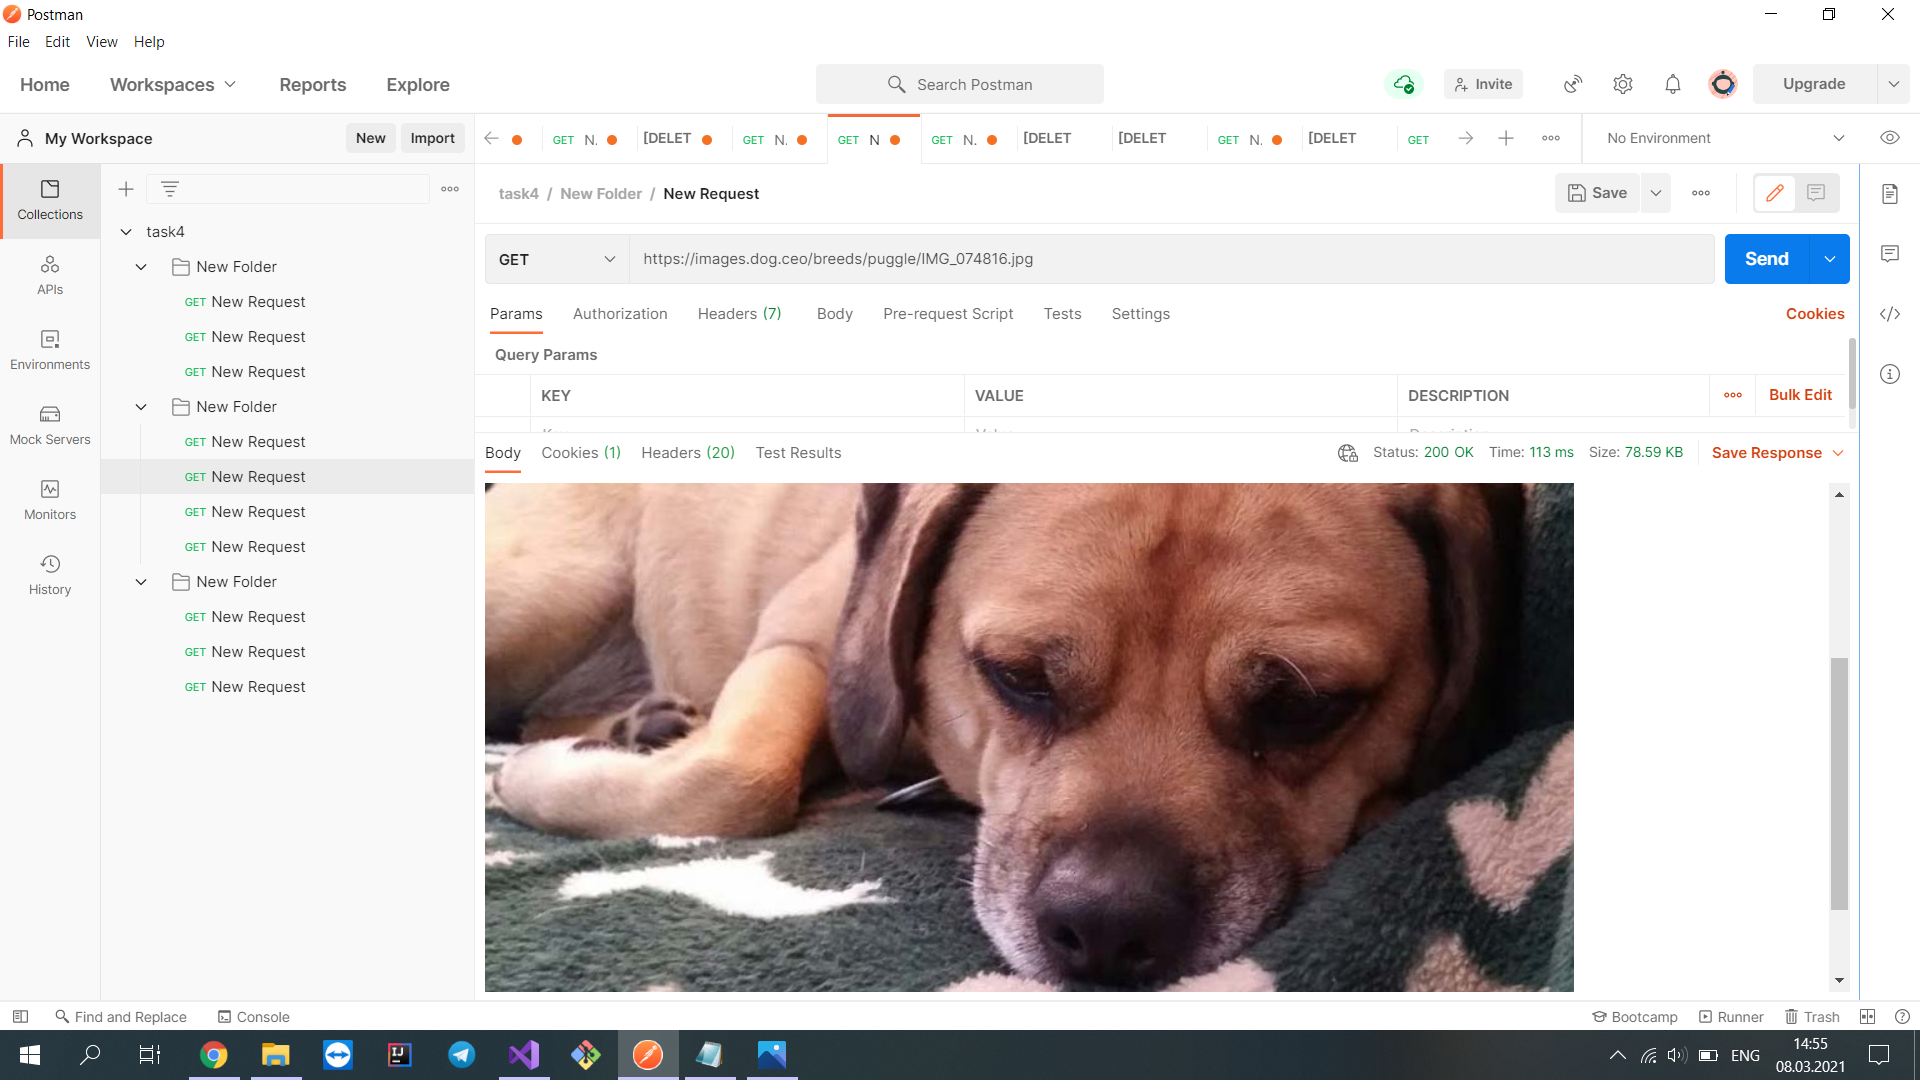 Postman
File Edit View Help
Home Workspaces Reports Explore Search Postman Invite Upgrade
My Workspace New Import GET N. [DELET GET N. GET N GET N. [DELET [DELET GET N. [DELET GET No Environment
Collections
APIs
Environments
Mock Servers
Monitors
History
task4
New Folder
GET New Request
GET New Request
GET New Request
New Folder
GET New Request
GET New Request
GET New Request
GET New Request
New Folder
GET New Request
GET New Request
GET New Request
task4 / New Folder / New Request Save
GET https://images.dog.ceo/breeds/puggle/IMG_074816.jpg Send
Params Authorization Headers (7) Body Pre-request Script Tests Settings Cookies
Query Params
KEY VALUE DESCRIPTION Bulk Edit
Body Cookies (1) Headers (20) Test Results Status: 200 OK Time: 113 ms Size: 78.59 KB Save Response
Find and Replace Console Bootcamp Runner Trash
ENG 14:55
08.03.2021